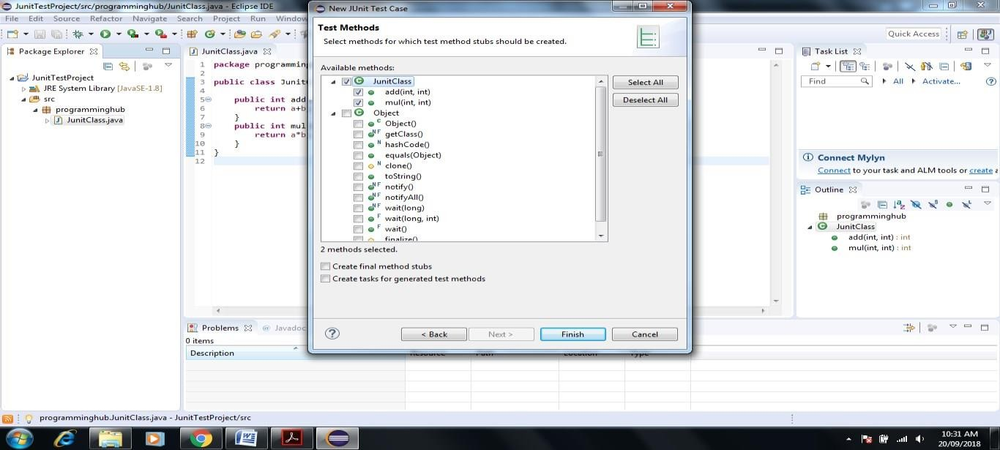 JunitTestProject/src/programminghub/JunitClass.java - Eclipse IDE
File Edit Source Refactor Navigate Search Project Run Window
Quick Access
Package Explorer
JunitTestProject
JRE System Library [JavaSE-1.8]
src
programminghub
JunitClass.java
JunitClass.java
1 package programming
2
3 public class Junit
4
5 public int add
6 return a+b
7 }
8 public int mul
9 return a*b
10 }
11 }
12
New JUnit Test Case
Test Methods
Select methods for which test method stubs should be created.
Available methods:
JunitClass
add(int, int)
mul(int, int)
Object
Object()
getClass()
hashCode()
equals(Object)
clone()
toString()
notify()
notifyAll()
wait(long)
wait(long, int)
wait()
finalize()
Select All
Deselect All
2 methods selected.
Create final method stubs
Create tasks for generated test methods
< Back Next > Finish Cancel
Task List
Find All Activate...
Connect Mylyn
Connect to your task and ALM tools or create a
Outline
programminghub
JunitClass
add(int, int) : int
mul(int, int) : int
Problems @ Javadoc
0 items
Description Resource Path Location Type
programminghub.JunitClass.java - JunitTestProject/src
10:31 AM
20/09/2018